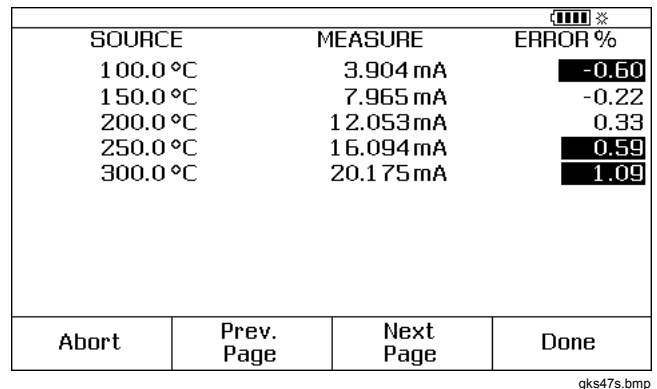 SOURCE MEASURE ERROR %
100.0 °C 3.904 mA -0.60
150.0 °C 7.965 mA -0.22
200.0 °C 12.053 mA 0.33
250.0 °C 16.094 mA 0.59
300.0 °C 20.175 mA 1.09
Abort Prev. Page Next Page Done
gks47s.bmp